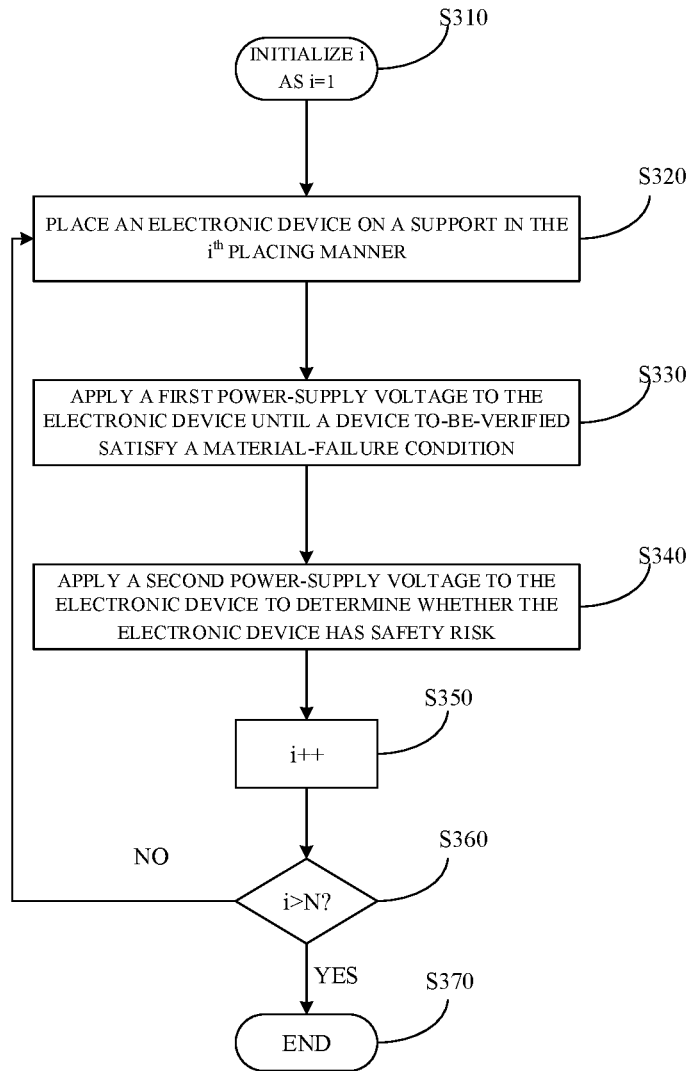 S310
INITIALIZE i
AS i=1
S320
PLACE AN ELECTRONIC DEVICE ON A SUPPORT IN THE
ith PLACING MANNER
S330
APPLY A FIRST POWER-SUPPLY VOLTAGE TO THE
ELECTRONIC DEVICE UNTIL A DEVICE TO-BE-VERIFIED
SATISFY A MATERIAL-FAILURE CONDITION
S340
APPLY A SECOND POWER-SUPPLY VOLTAGE TO THE
ELECTRONIC DEVICE TO DETERMINE WHETHER THE
ELECTRONIC DEVICE HAS SAFETY RISK
S350
i++
NO
S360
i>N?
YES
S370
END